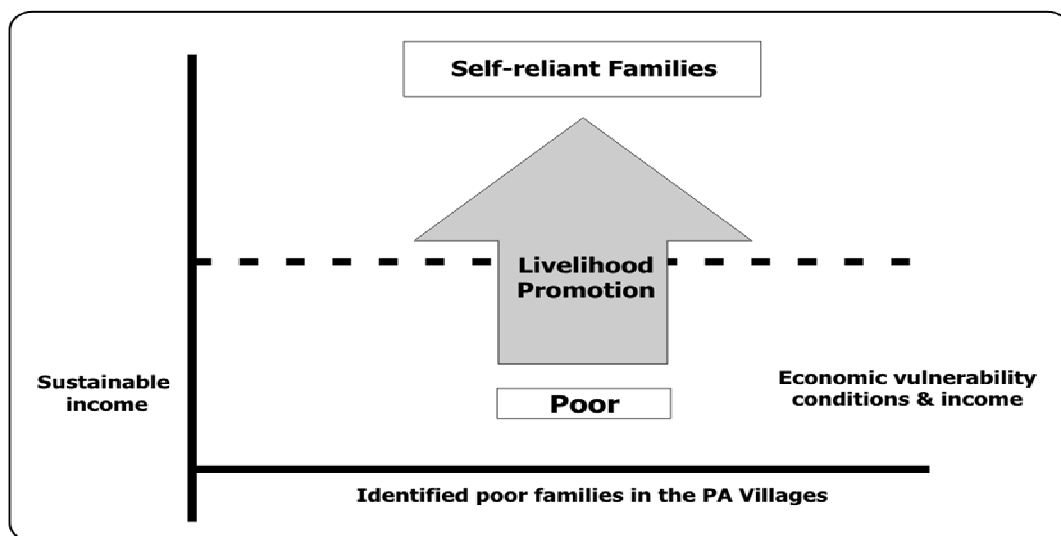 Self-reliant Families
Livelihood
Promotion
Sustainable
income
Economic vulnerability
conditions & income
Poor
Identified poor families in the PA Villages